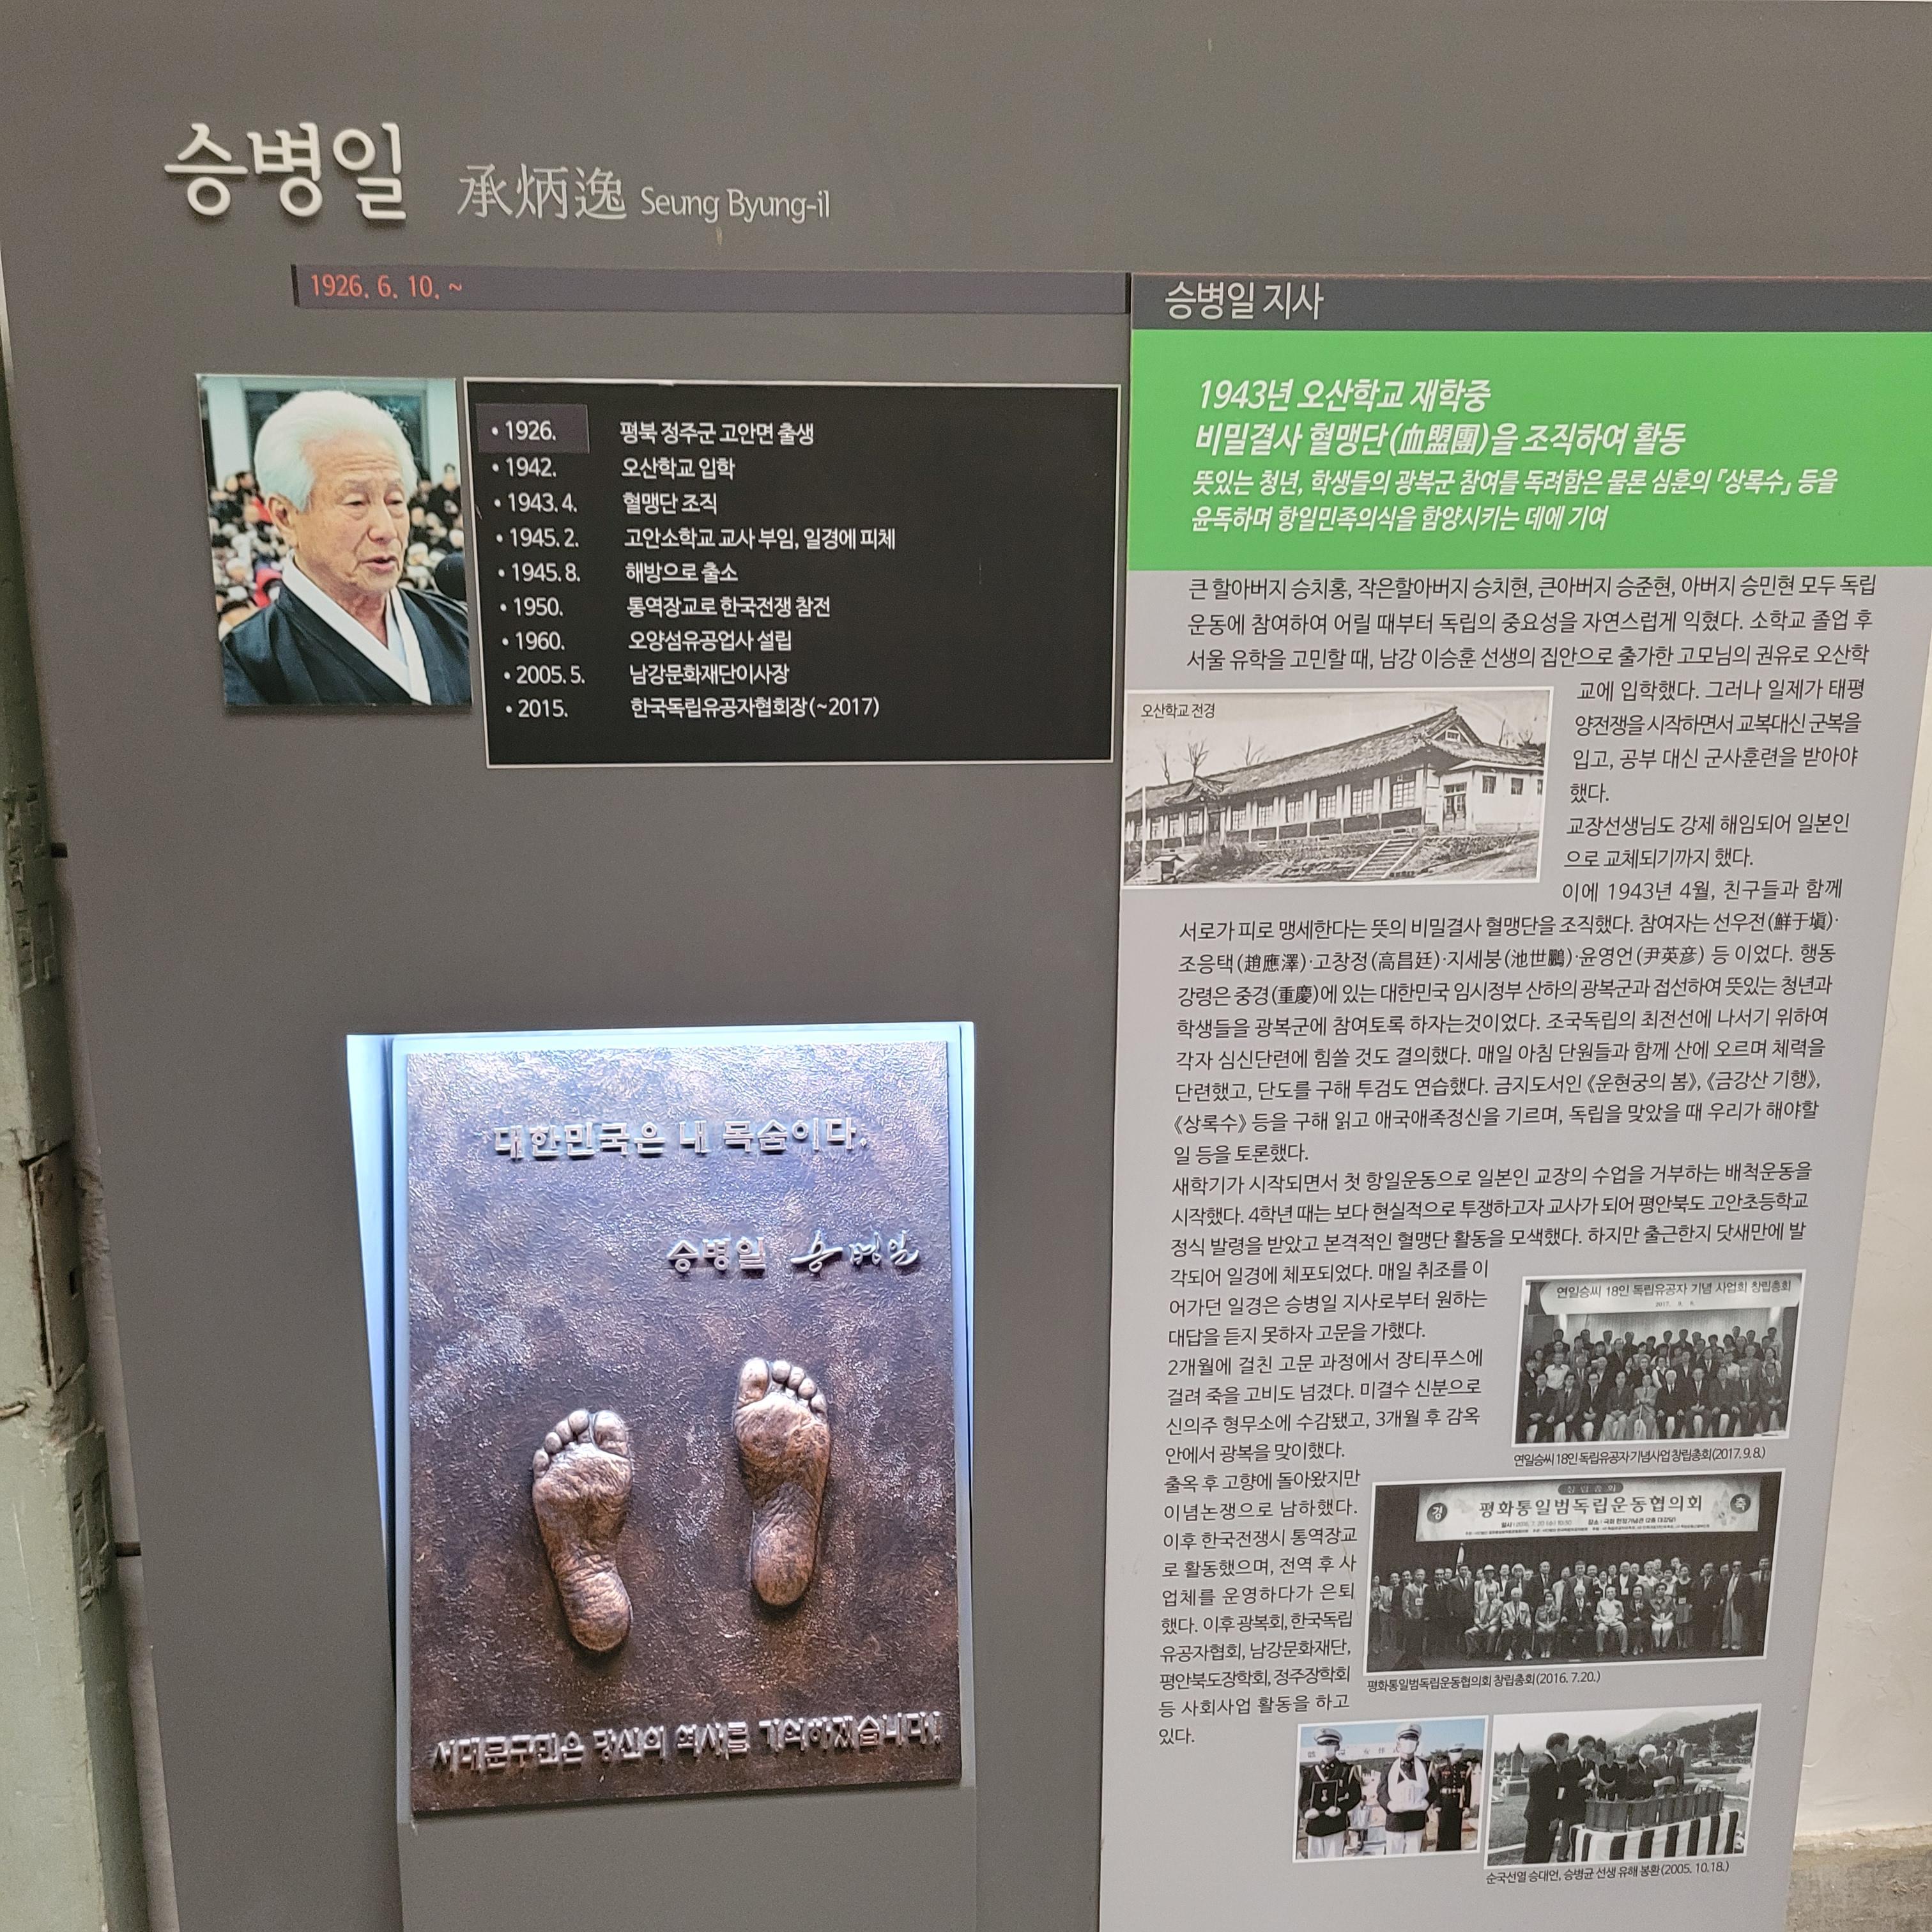 승병일 承炳逸 Seung Byung-il
1926. 6. 10. ~
• 1926. 평북 정주군 고안면 출생
• 1942. 오산학교 입학
• 1943. 4. 혈맹단 조직
• 1945. 2. 고안소학교 교사 부임, 일경에 피체
• 1945. 8. 해방으로 출소
• 1950. 통역장교로 한국전쟁 참전
• 1960. 오양섬유공업사 설립
• 2005. 5. 남강문화재단이사장
• 2015. 한국독립유공자협회장(~2017)
대한민국은 내 목숨이다.
승병일 승병일
서대문구민은 당신의 역사를 기억하겠습니다!
승병일 지사
1943년 오산학교 재학중
비밀결사 혈맹단(血盟團)을 조직하여 활동
뜻있는 청년, 학생들의 광복군 참여를 독려함은 물론 심훈의 『상록수』 등을
윤독하며 항일민족의식을 함양시키는 데에 기여
큰 할아버지 승치홍, 작은할아버지 승치현, 큰아버지 승준현, 아버지 승민현 모두 독립
운동에 참여하여 어릴 때부터 독립의 중요성을 자연스럽게 익혔다. 소학교 졸업 후
서울 유학을 고민할 때, 남강 이승훈 선생의 집안으로 출가한 고모님의 권유로 오산학
교에 입학했다. 그러나 일제가 태평
양전쟁을 시작하면서 교복대신 군복을
입고, 공부 대신 군사훈련을 받아야
했다.
교장선생님도 강제 해임되어 일본인
으로 교체되기까지 했다.
이에 1943년 4월, 친구들과 함께
오산학교 전경
서로가 피로 맹세한다는 뜻의 비밀결사 혈맹단을 조직했다. 참여자는 선우전(鮮于塡)·
조응택(趙應澤)·고창정(高昌廷)·지세붕(池世鵬)·윤영언(尹英彦) 등 이었다. 행동
강령은 중경(重慶)에 있는 대한민국 임시정부 산하의 광복군과 접선하여 뜻있는 청년과
학생들을 광복군에 참여토록 하자는것이었다. 조국독립의 최전선에 나서기 위하여
각자 심신단련에 힘쓸 것도 결의했다. 매일 아침 단원들과 함께 산에 오르며 체력을
단련했고, 단도를 구해 투검도 연습했다. 금지도서인 《운현궁의 봄》, 《금강산 기행》,
《상록수》 등을 구해 읽고 애국애족정신을 기르며, 독립을 맞았을 때 우리가 해야할
일 등을 토론했다.
새학기가 시작되면서 첫 항일운동으로 일본인 교장의 수업을 거부하는 배척운동을
시작했다. 4학년 때는 보다 현실적으로 투쟁하고자 교사가 되어 평안북도 고안초등학교
정식 발령을 받았고 본격적인 혈맹단 활동을 모색했다. 하지만 출근한지 닷새만에 발
각되어 일경에 체포되었다. 매일 취조를 이
어가던 일경은 승병일 지사로부터 원하는
대답을 듣지 못하자 고문을 가했다.
2개월에 걸친 고문 과정에서 장티푸스에
걸려 죽을 고비도 넘겼다. 미결수 신분으로
신의주 형무소에 수감됐고, 3개월 후 감옥
안에서 광복을 맞이했다.
출옥 후 고향에 돌아왔지만
이념논쟁으로 남하했다.
이후 한국전쟁시 통역장교
로 활동했으며, 전역 후 사
업체를 운영하다가 은퇴
했다. 이후 광복회, 한국독립
유공자협회, 남강문화재단,
평안북도장학회, 정주장학회
등 사회사업 활동을 하고
있다.
연일승씨 18인 독립유공자 기념 사업회 창립총회
2017. 9. 8.
연일승씨 18인 독립유공자 기념사업 창립총회(2017. 9. 8.)
창립총회
경 평화통일범독립운동협의회 축
평화통일범독립운동협의회 창립총회(2016. 7. 20.)
순국선열 승대언, 승병균 선생 유해 봉환(2005. 10. 18.)